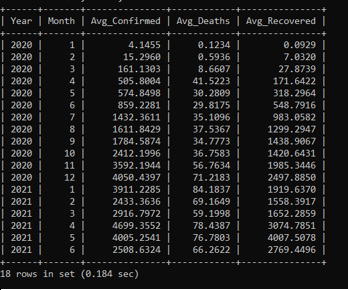 | Year | Month | Avg_Confirmed | Avg_Deaths | Avg_Recovered |
| 2020 | 1 | 4.1455 | 0.1234 | 0.0929 |
| 2020 | 2 | 15.2960 | 0.5936 | 7.0320 |
| 2020 | 3 | 161.1303 | 8.6607 | 27.8739 |
| 2020 | 4 | 505.8004 | 41.5223 | 171.6422 |
| 2020 | 5 | 574.8498 | 30.2809 | 318.2964 |
| 2020 | 6 | 859.2281 | 29.8175 | 548.7916 |
| 2020 | 7 | 1432.3611 | 35.1096 | 983.0582 |
| 2020 | 8 | 1611.8429 | 37.5367 | 1299.2947 |
| 2020 | 9 | 1784.5874 | 34.7773 | 1438.9067 |
| 2020 | 10 | 2412.1996 | 36.7583 | 1420.6431 |
| 2020 | 11 | 3592.1944 | 56.7634 | 1985.3446 |
| 2020 | 12 | 4050.4397 | 71.2183 | 2497.8850 |
| 2021 | 1 | 3911.2285 | 84.1837 | 1919.6370 |
| 2021 | 2 | 2433.3636 | 69.1649 | 1558.3917 |
| 2021 | 3 | 2916.7972 | 59.1998 | 1652.2859 |
| 2021 | 4 | 4699.3552 | 78.4387 | 3074.7851 |
| 2021 | 5 | 4005.2541 | 76.7803 | 4007.5078 |
| 2021 | 6 | 2508.6324 | 66.2622 | 2769.4496 |
18 rows in set (0.184 sec)